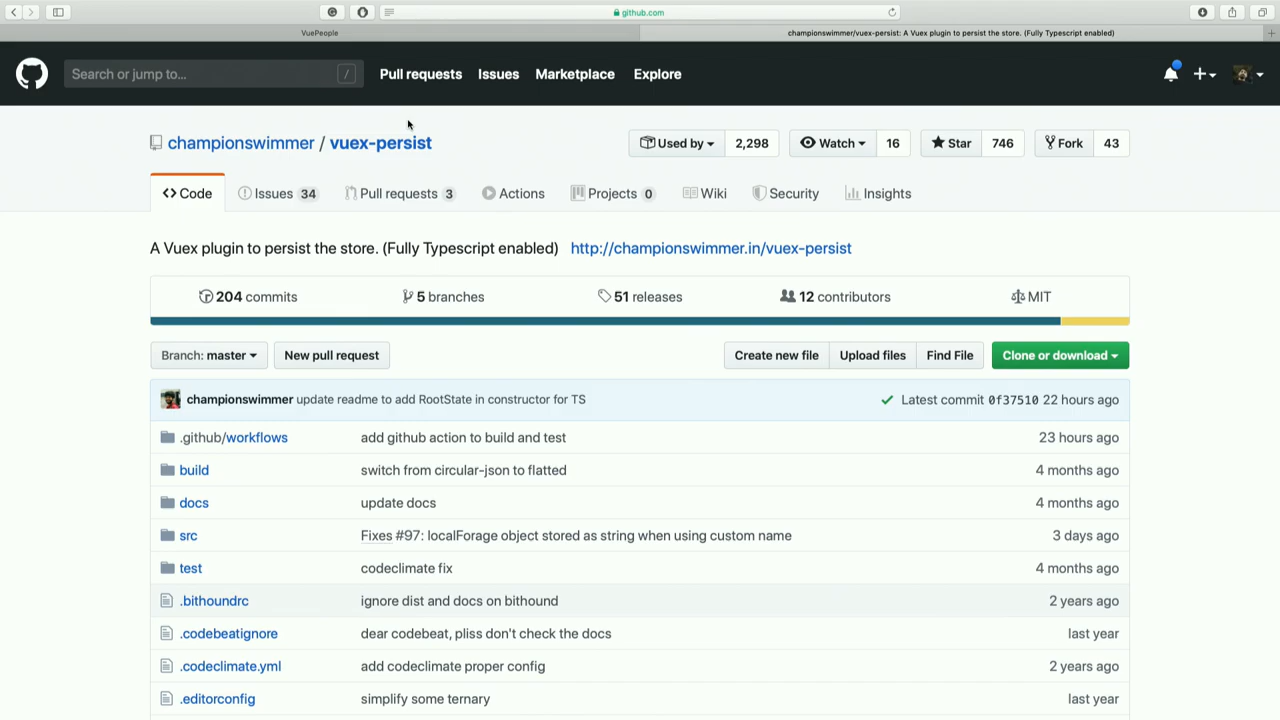 github.com
VuePeople
championswimmer/vuex-persist: A Vuex plugin to persist the store. (Fully Typescript enabled)
Search or jump to... / Pull requests Issues Marketplace Explore
championswimmer / vuex-persist
Used by 2,298 Watch 16 Star 746 Fork 43
Code Issues 34 Pull requests 3 Actions Projects 0 Wiki Security Insights
A Vuex plugin to persist the store. (Fully Typescript enabled) http://championswimmer.in/vuex-persist
204 commits 5 branches 51 releases 12 contributors MIT
Branch: master New pull request Create new file Upload files Find File Clone or download
championswimmer update readme to add RootState in constructor for TS Latest commit 0f37510 22 hours ago
.github/workflows add github action to build and test 23 hours ago
build switch from circular-json to flatted 4 months ago
docs update docs 4 months ago
src Fixes #97: localForage object stored as string when using custom name 3 days ago
test codeclimate fix 4 months ago
.bithoundrc ignore dist and docs on bithound 2 years ago
.codebeatignore dear codebeat, pliss don't check the docs last year
.codeclimate.yml add codeclimate proper config 2 years ago
.editorconfig simplify some ternary last year